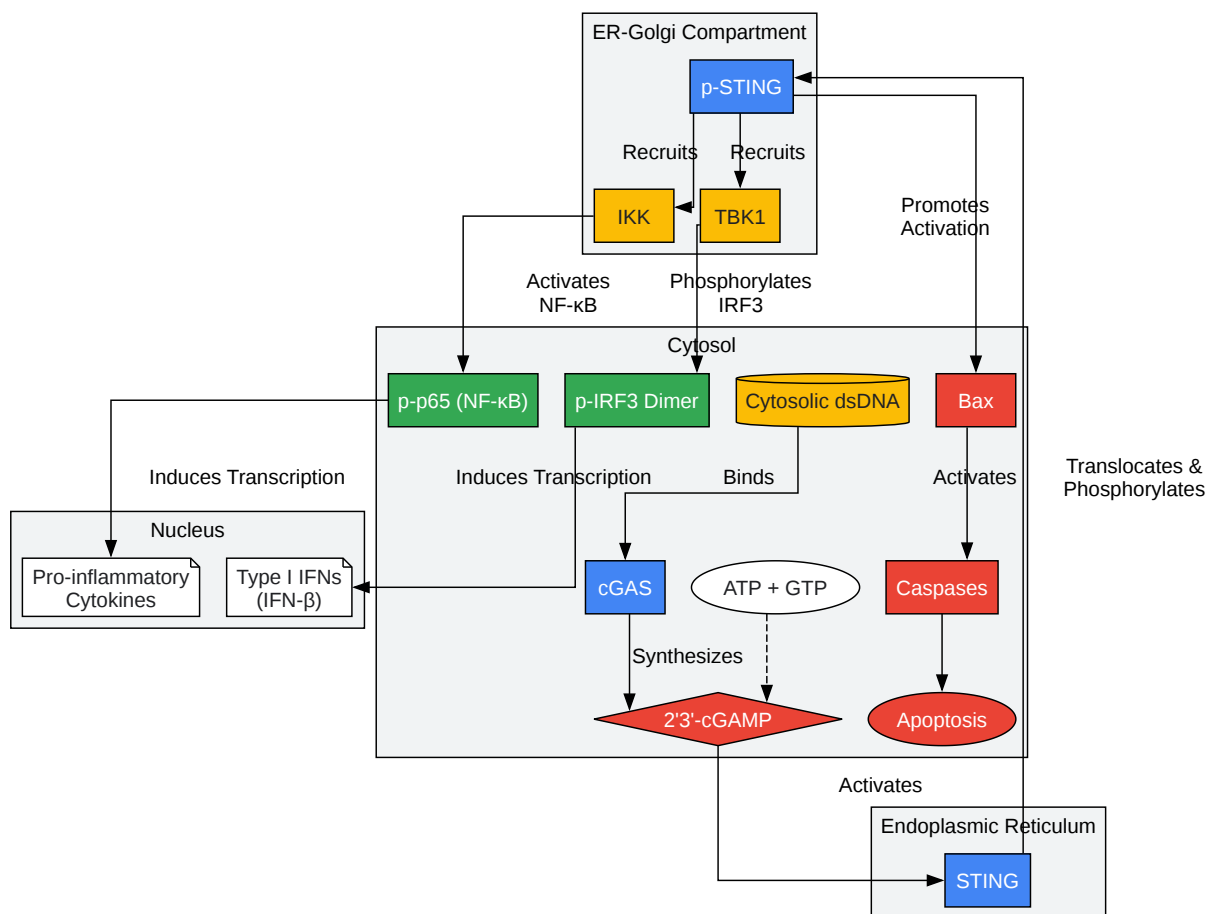 ER-Golgi Compartment
p-STING
Recruits
Recruits
IKK
TBK1
Promotes
Activation
Activates
NF-κB
Phosphorylates
IRF3
Cytosol
p-p65 (NF-κB)
p-IRF3 Dimer
Cytosolic dsDNA
Bax
Induces Transcription
Induces Transcription
Binds
Activates
Translocates &
Phosphorylates
Nucleus
Pro-inflammatory
Cytokines
Type I IFNs
(IFN-β)
cGAS
ATP + GTP
Caspases
Synthesizes
2'3'-cGAMP
Apoptosis
Activates
Endoplasmic Reticulum
STING